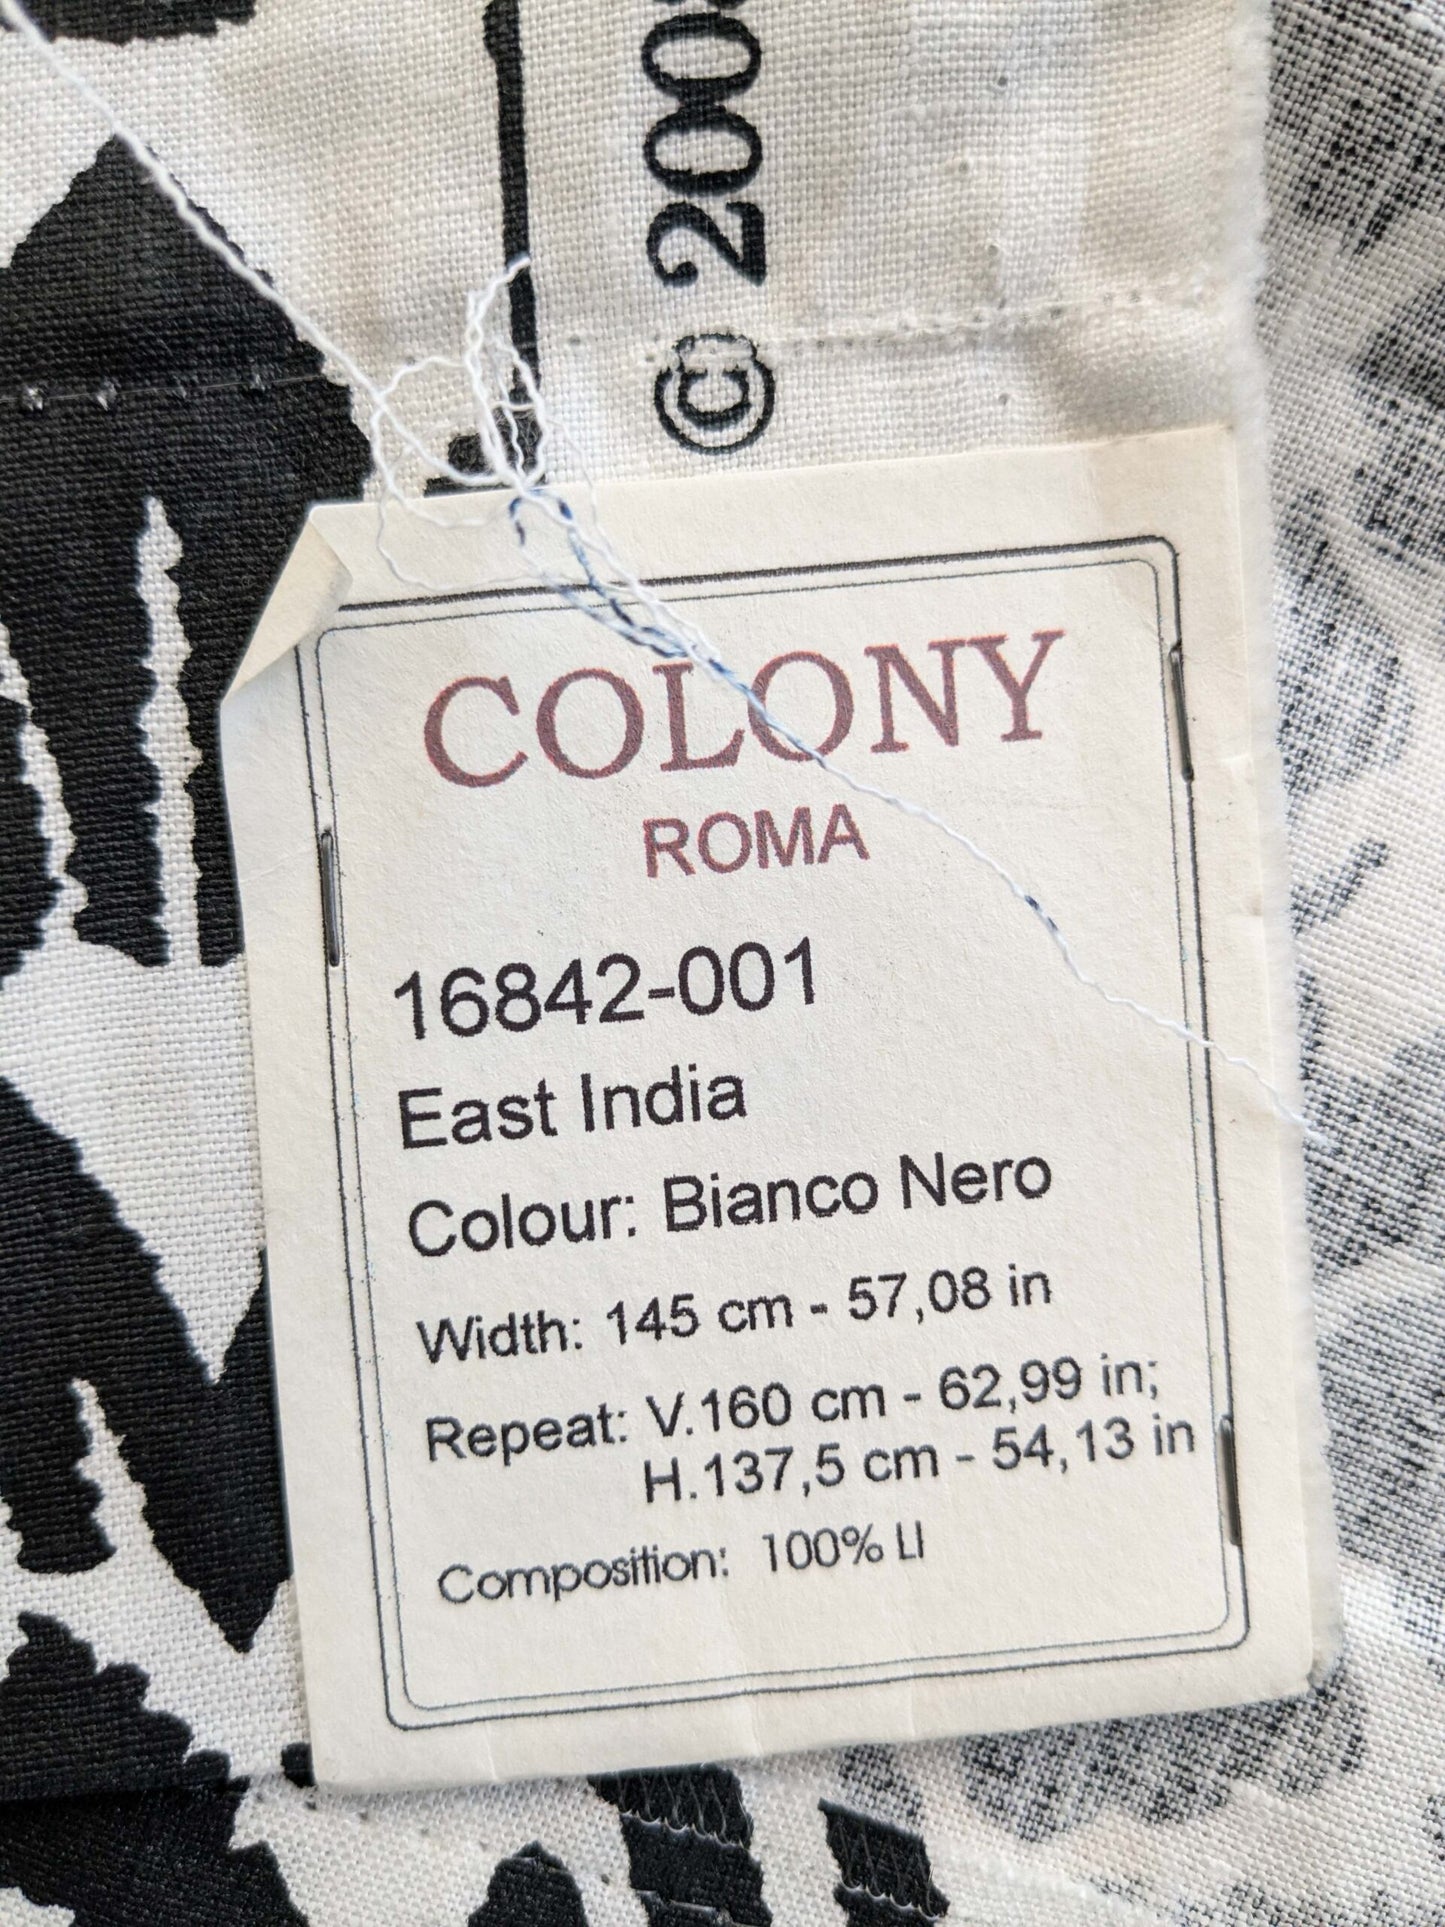 © 200
COLONY
ROMA
16842-001
East India
Colour: Bianco Nero
Width: 145 cm - 57,08 in
Repeat: V.160 cm - 62,99 in;
H.137,5 cm - 54,13 in
Composition: 100% LI